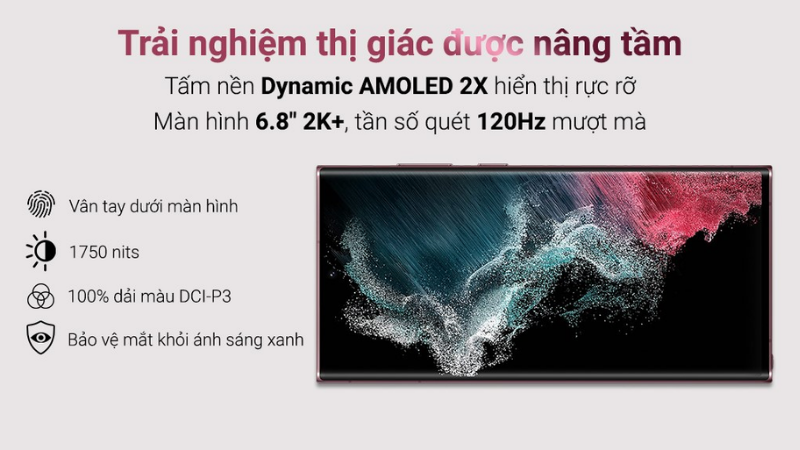 Trải nghiệm thị giác được nâng tầm
Tấm nền Dynamic AMOLED 2X hiển thị rực rỡ
Màn hình 6.8" 2K+, tần số quét 120Hz mượt mà
Vân tay dưới màn hình
1750 nits
100% dải màu DCI-P3
Bảo vệ mắt khỏi ánh sáng xanh